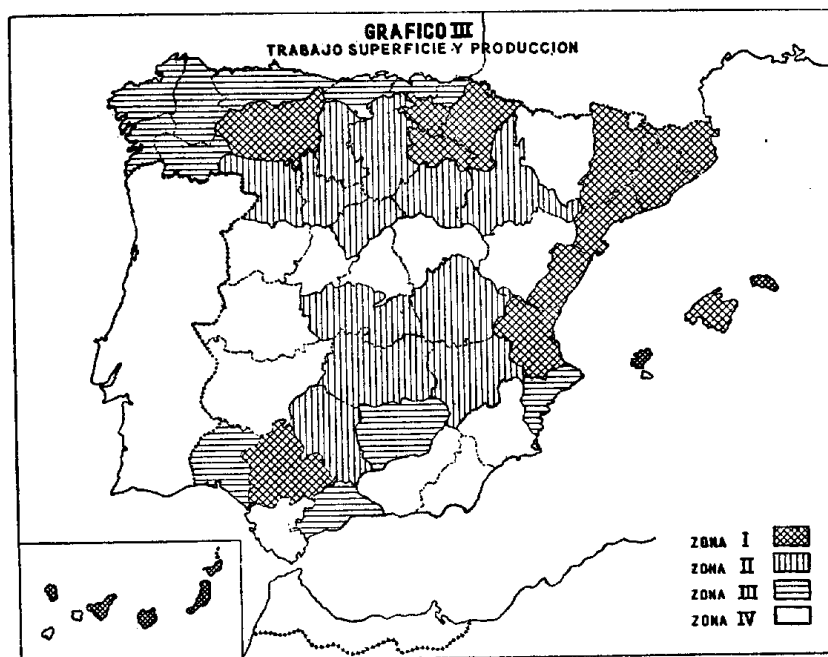 GRAFICO III
TRABAJO SUPERFICIE Y PRODUCCION
ZONA I
ZONA II
ZONA III
ZONA IV